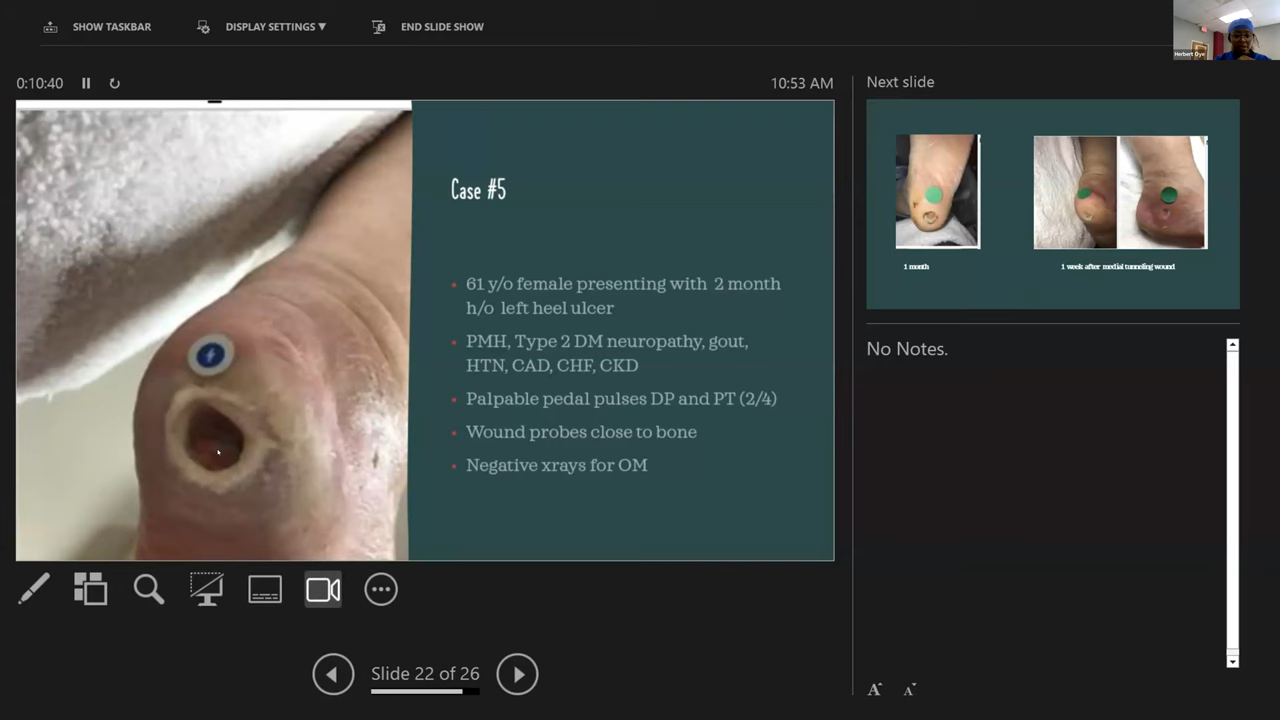 SHOW TASKBAR
DISPLAY SETTINGS ▼
END SLIDE SHOW
Herbert Oye
0:10:40
10:53 AM
Case #5
• 61 y/o female presenting with 2 month
h/o left heel ulcer
• PMH, Type 2 DM neuropathy, gout,
HTN, CAD, CHF, CKD
• Palpable pedal pulses DP and PT (2/4)
• Wound probes close to bone
• Negative xrays for OM
Slide 22 of 26
Next slide
1 month
1 week after medial tunneling wound
No Notes.
A A